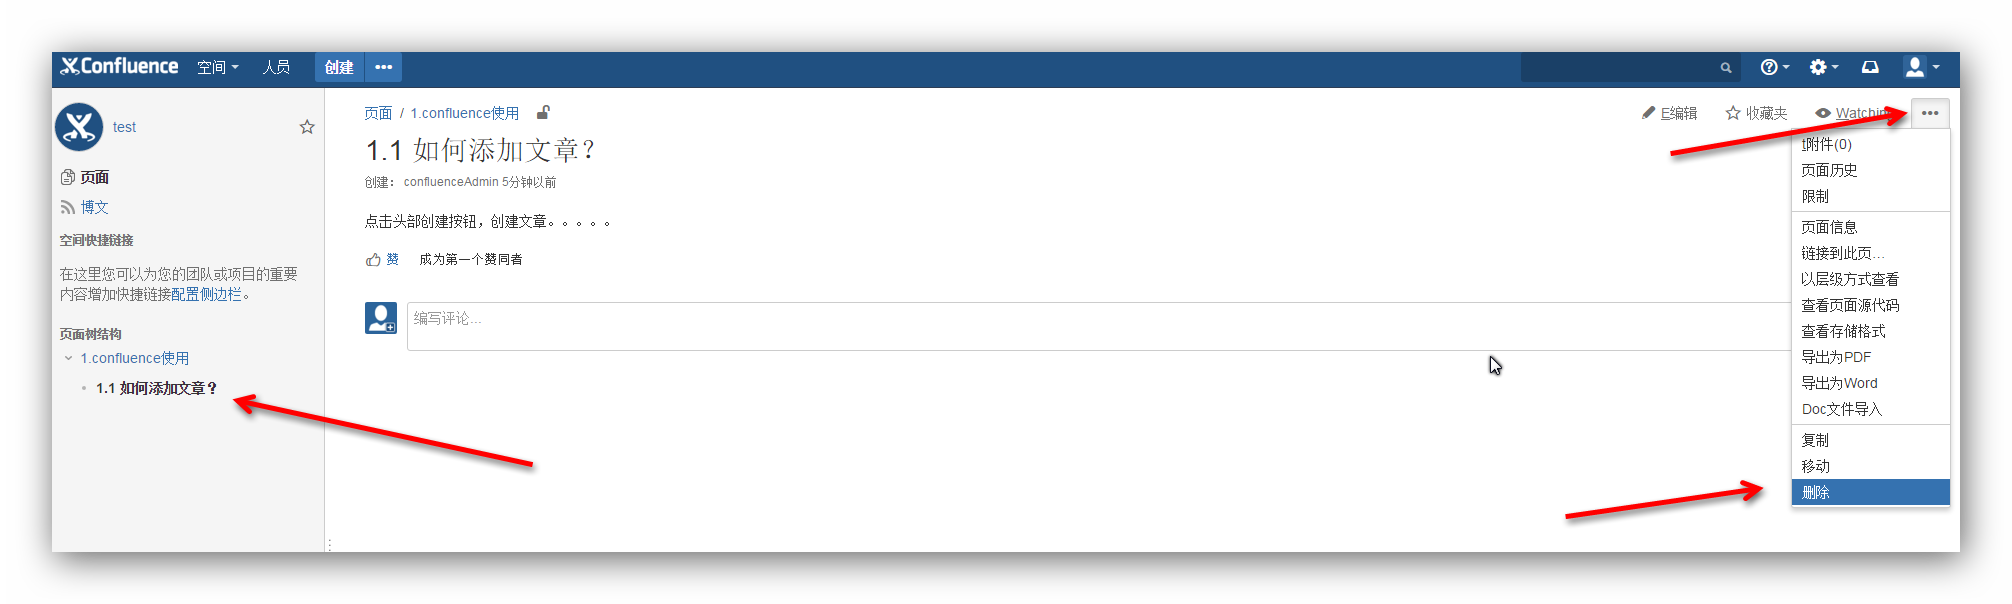 Confluence 空间 人员 创建 •••
test
页面
博文
空间快捷链接
在这里您可以为您的团队或项目的重要
内容增加快捷链接配置侧边栏。
页面树结构
1.confluence使用
1.1 如何添加文章？
页面 / 1.confluence使用
E编辑 收藏夹 •••
1.1 如何添加文章？
创建： confluenceAdmin 5分钟以前
点击头部创建按钮，创建文章。。。。。
赞 成为第一个赞同者
编写评论...
t附件(0)
页面历史
限制
页面信息
链接到此页...
以层级方式查看
查看页面源代码
查看存储格式
导出为PDF
导出为Word
Doc文件导入
复制
移动
删除